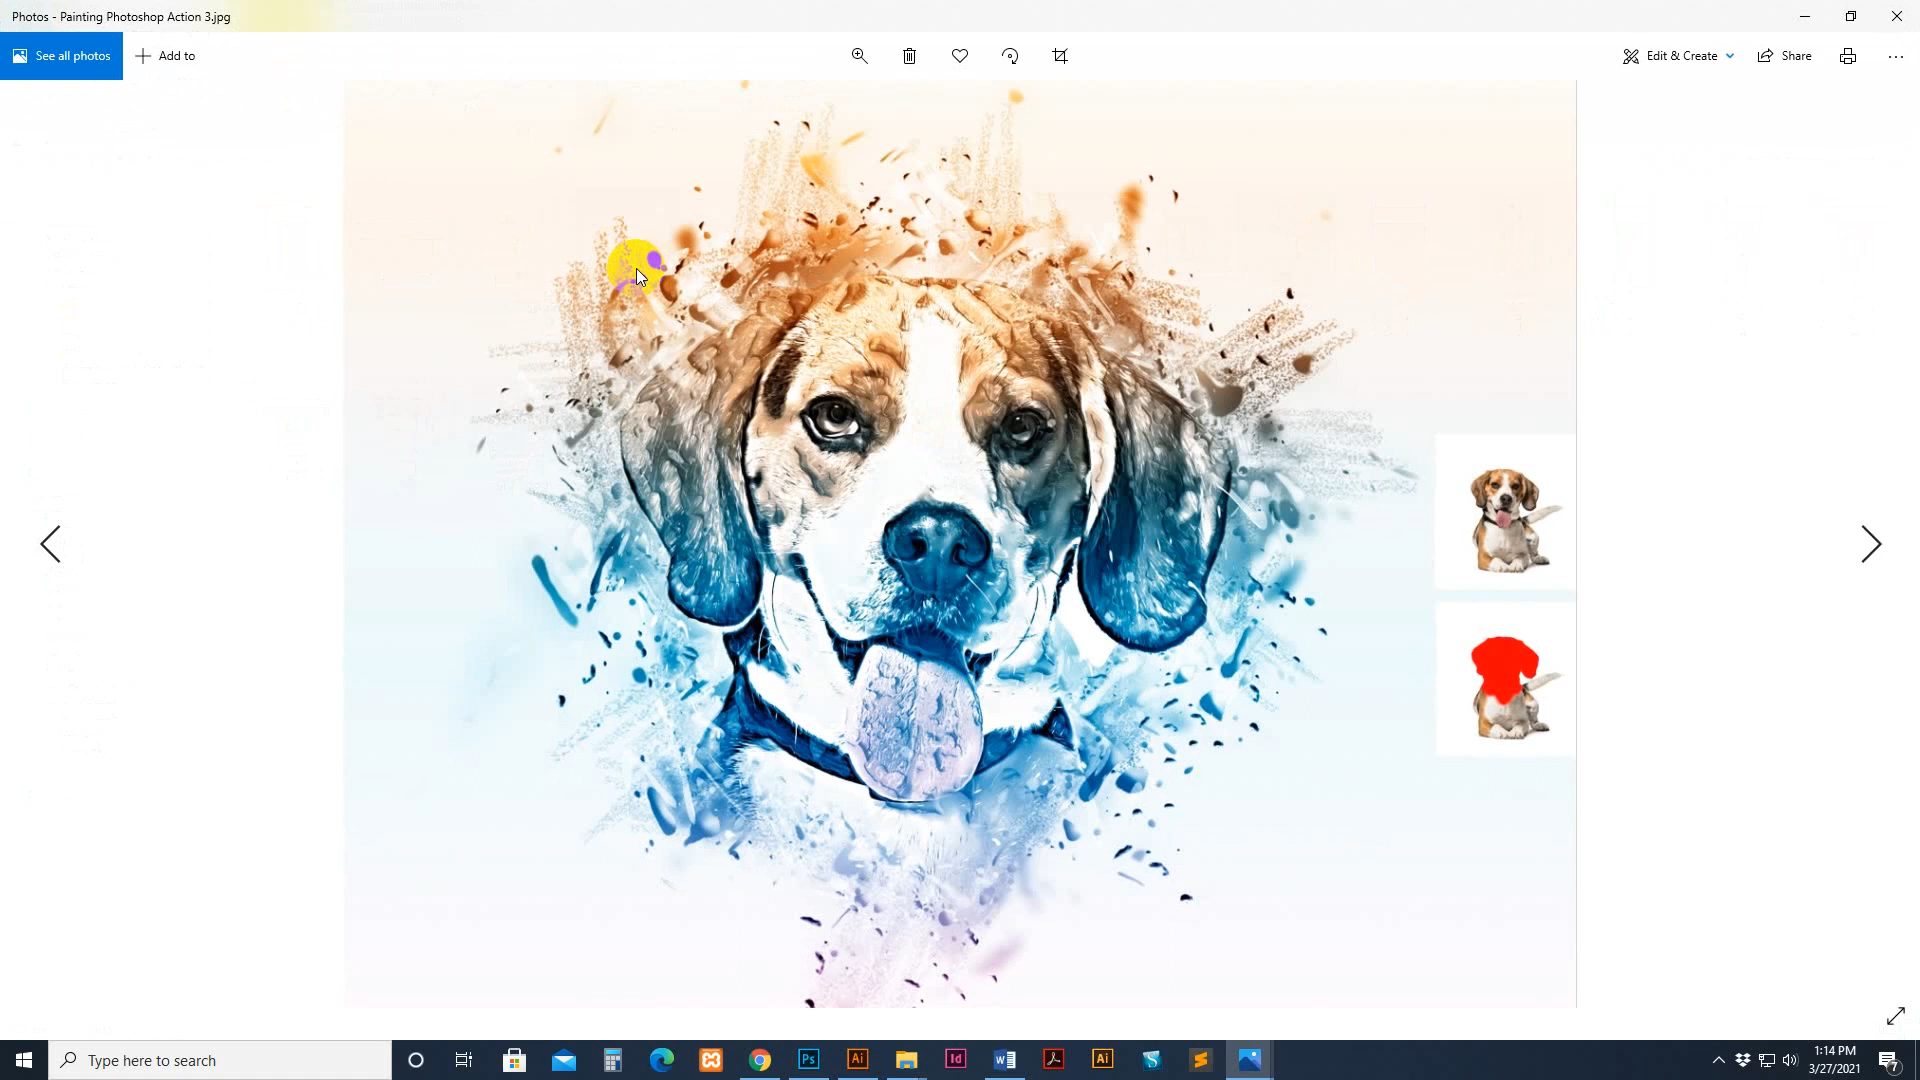 Photos - Painting Photoshop Action 3.jpg
See all photos
Add to
Edit & Create
Share
Type here to search
Ps
Ai
Id
W
Ai
S
1:14 PM
3/27/2021
7